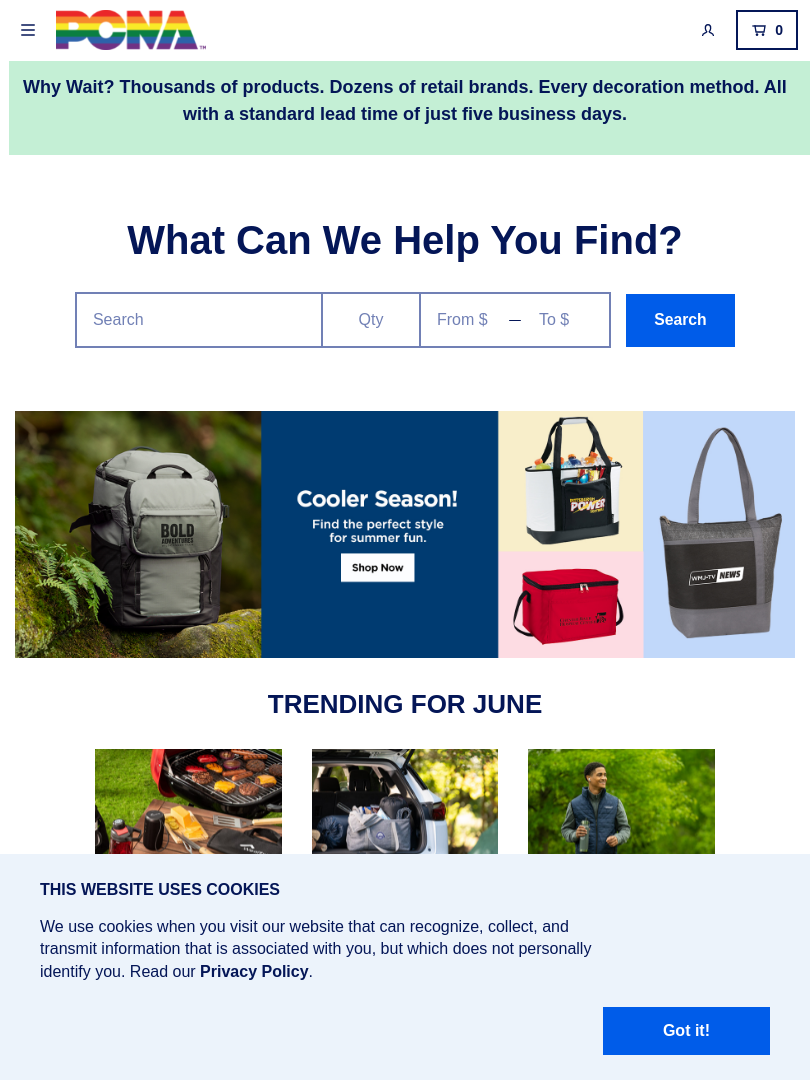 PCNA
TM
0
Why Wait? Thousands of products. Dozens of retail brands. Every decoration method. All
with a standard lead time of just five business days.
What Can We Help You Find?
Search
Qty
From $ — To $
Search
BOLD
ADVENTURES
Cooler Season!
Find the perfect style
for summer fun.
Shop Now
POWER
WMJ-TV NEWS
TRENDING FOR JUNE
THIS WEBSITE USES COOKIES
We use cookies when you visit our website that can recognize, collect, and
transmit information that is associated with you, but which does not personally
identify you. Read our Privacy Policy.
Got it!